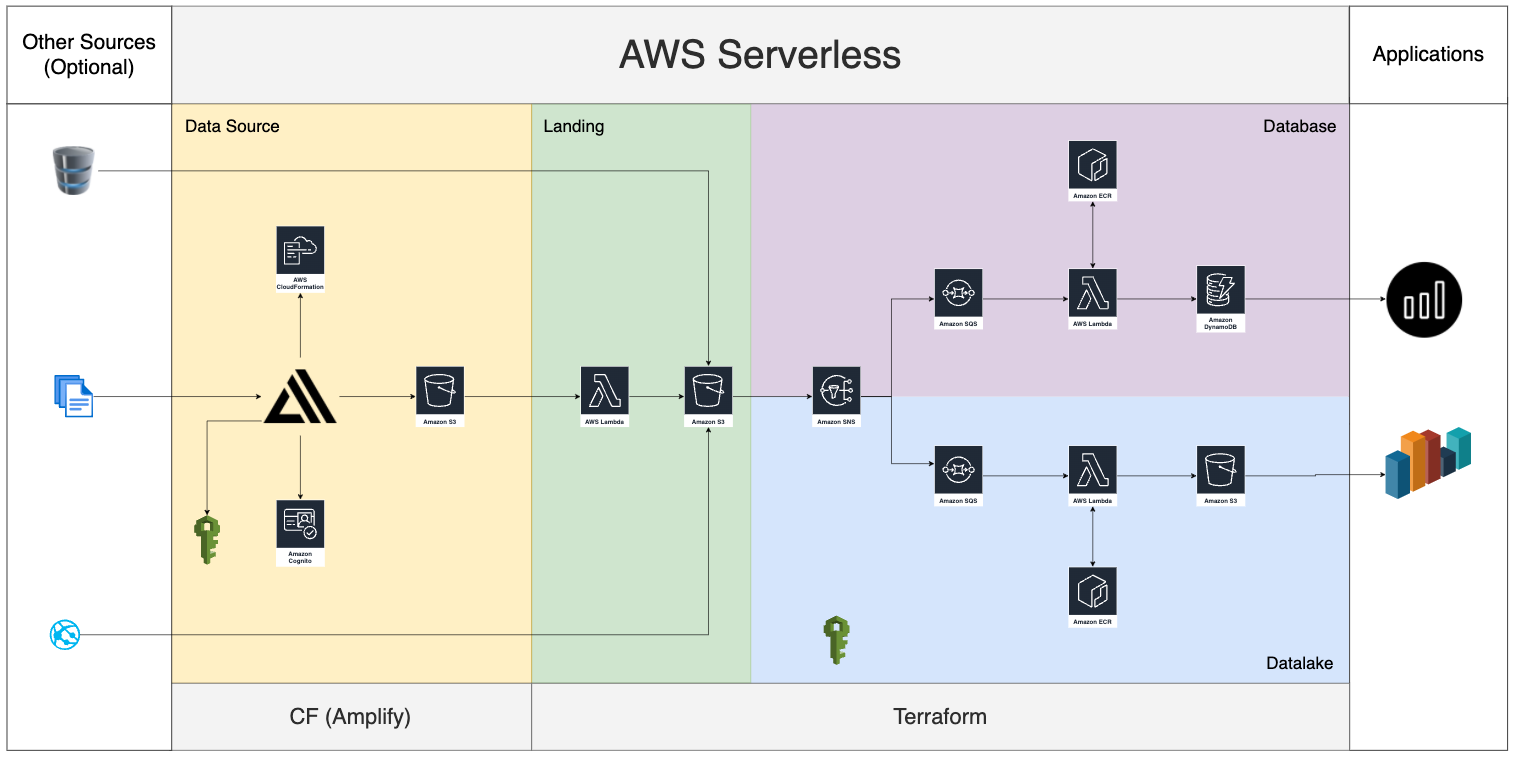 Other Sources
(Optional)
AWS Serverless
Applications
Data Source
Landing
Database
Amazon ECR
AWS
CloudFormation
Amazon SQS
AWS Lambda
Amazon
DynamoDB
Amazon S3
AWS Lambda
Amazon S3
Amazon SNS
Amazon SQS
AWS Lambda
Amazon S3
Amazon
Cognito
Amazon ECR
Datalake
CF (Amplify)
Terraform